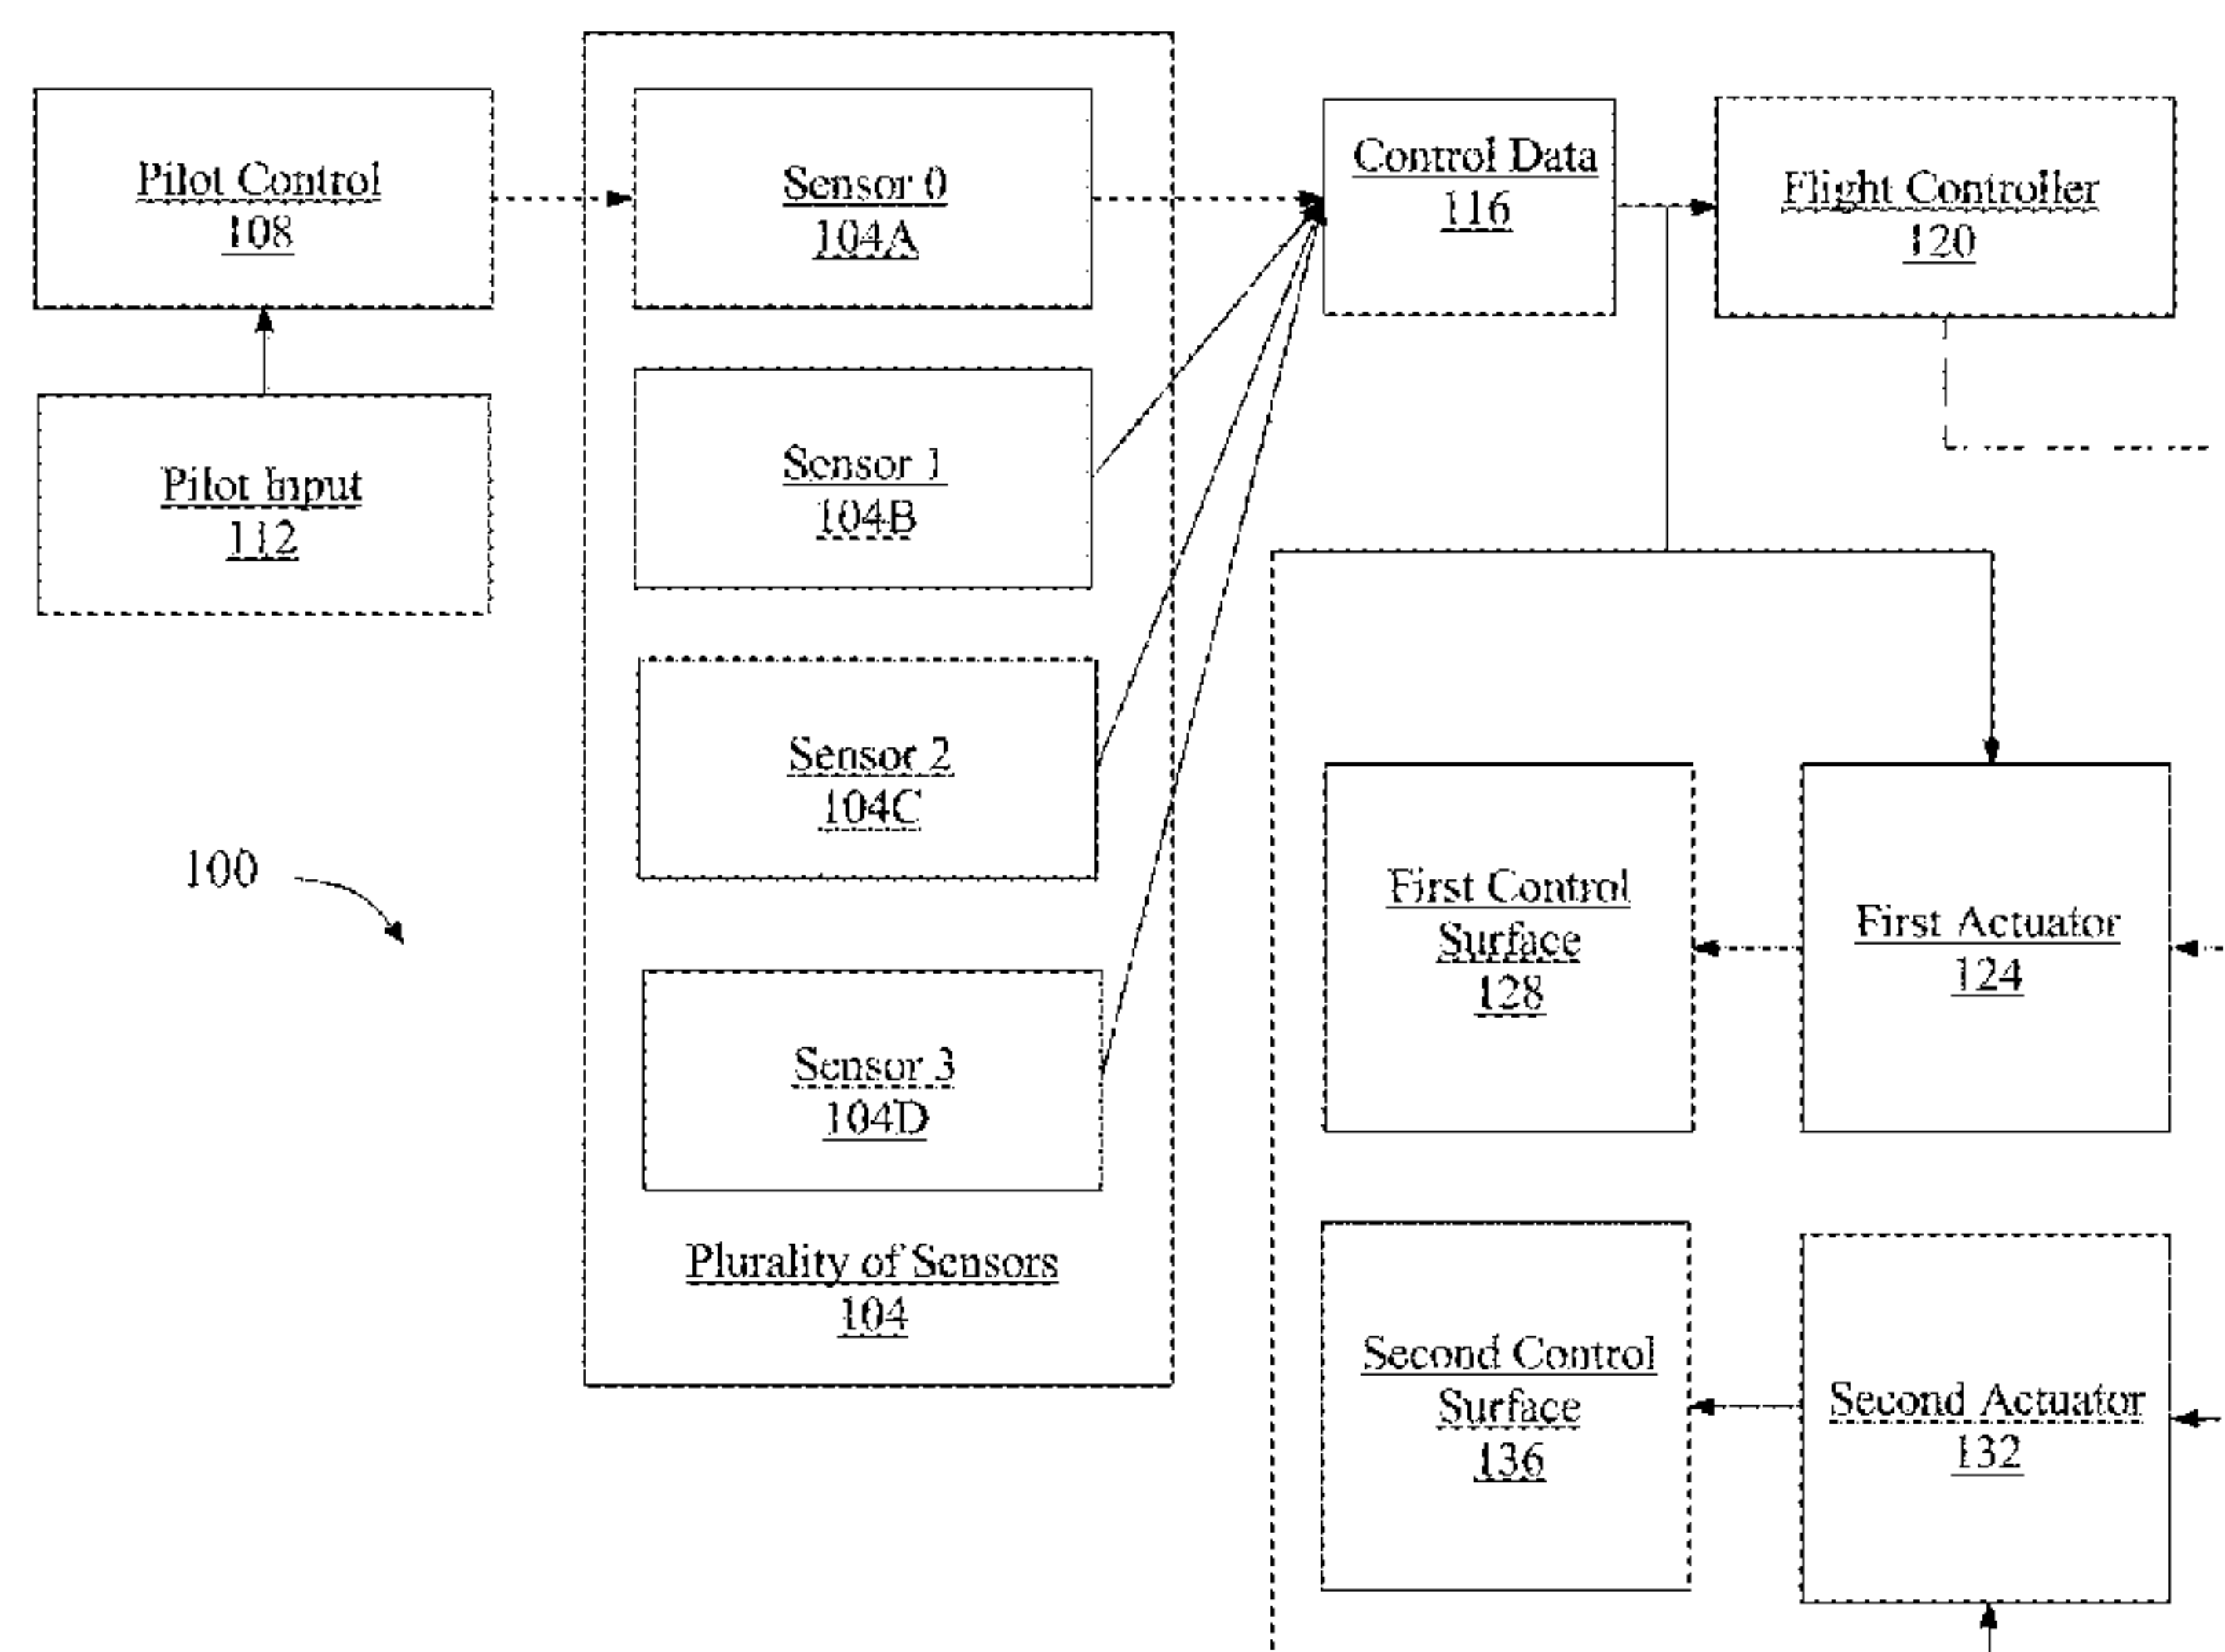 Pilot Control
108
Pilot Input
112
Sensor 0
104A
Sensor 1
104B
Sensor 2
104C
Sensor 3
104D
Plurality of Sensors
104
Control Data
116
Flight Controller
120
100
First Control
Surface
128
First Actuator
124
Second Control
Surface
136
Second Actuator
132